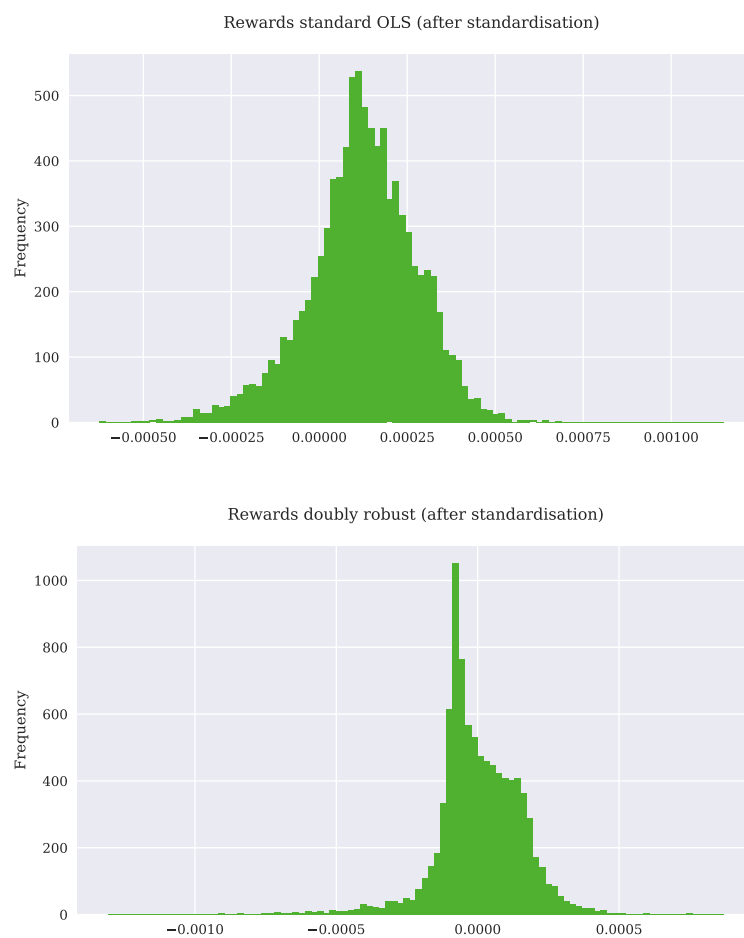 Rewards standard OLS (after standardisation)
500
400
300
200
100
0
Frequency
−0.00050 −0.00025 0.00000 0.00025 0.00050 0.00075 0.00100
Rewards doubly robust (after standardisation)
1000
800
600
400
200
0
Frequency
−0.0010 −0.0005 0.0000 0.0005